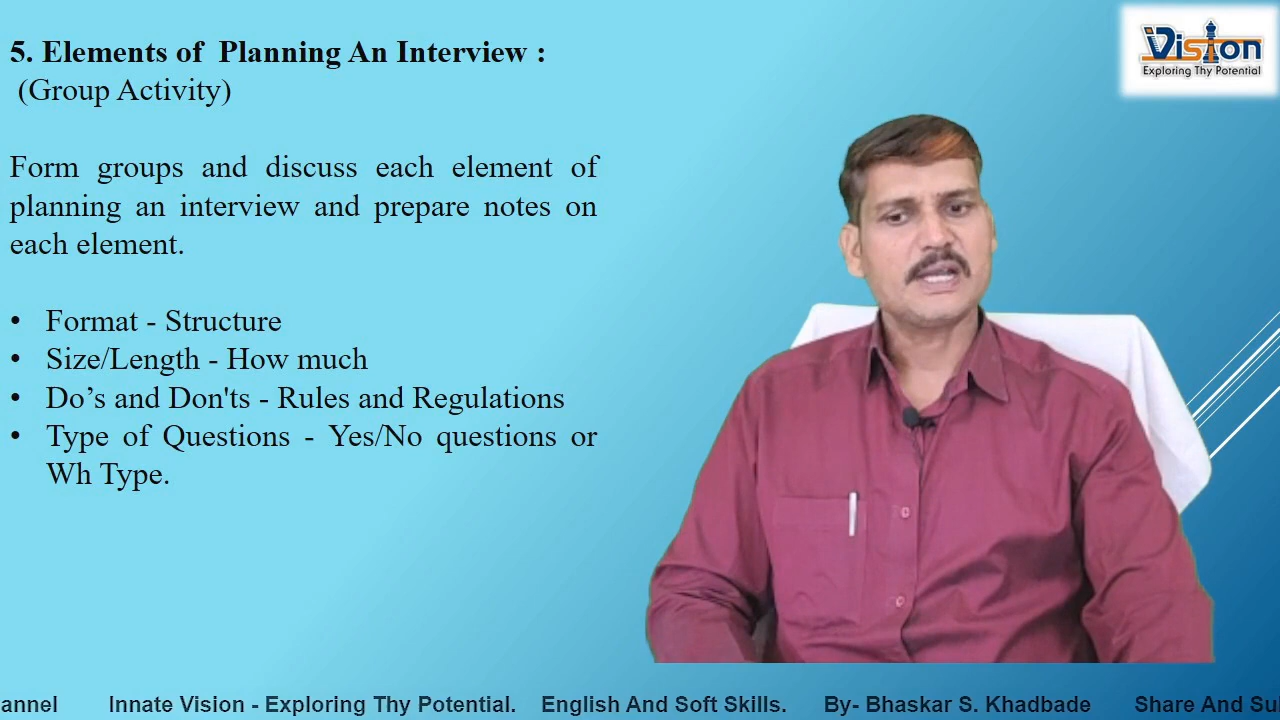 5. Elements of  Planning An Interview :
(Group Activity)
Form groups and discuss each element of
planning an interview and prepare notes on
each element.
• Format - Structure
• Size/Length - How much
• Do’s and Don'ts - Rules and Regulations
• Type of Questions - Yes/No questions or
Wh Type.
Vision
Exploring Thy Potential
annel Innate Vision - Exploring Thy Potential. English And Soft Skills. By- Bhaskar S. Khadbade Share And Su